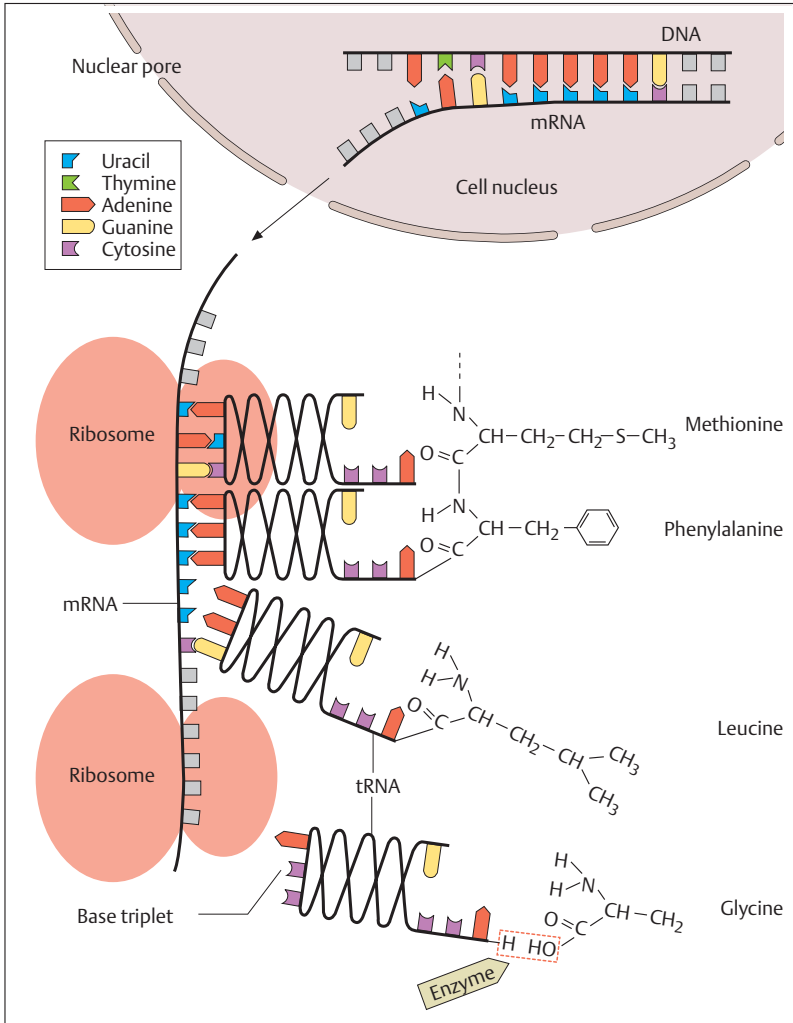 DNA
Nuclear pore
mRNA
Cell nucleus
Uracil
Thymine
Adenine
Guanine
Cytosine
Ribosome
H
N
CH—CH2—CH2—S—CH3
O=C
Methionine
H—N
CH—CH2
O=C
Phenylalanine
mRNA
H
H—N
O=C
CH
CH2
CH
CH3
CH3
Leucine
Ribosome
tRNA
Base triplet
H
H—N
CH—CH2
O=C
H HO
Glycine
Enzyme